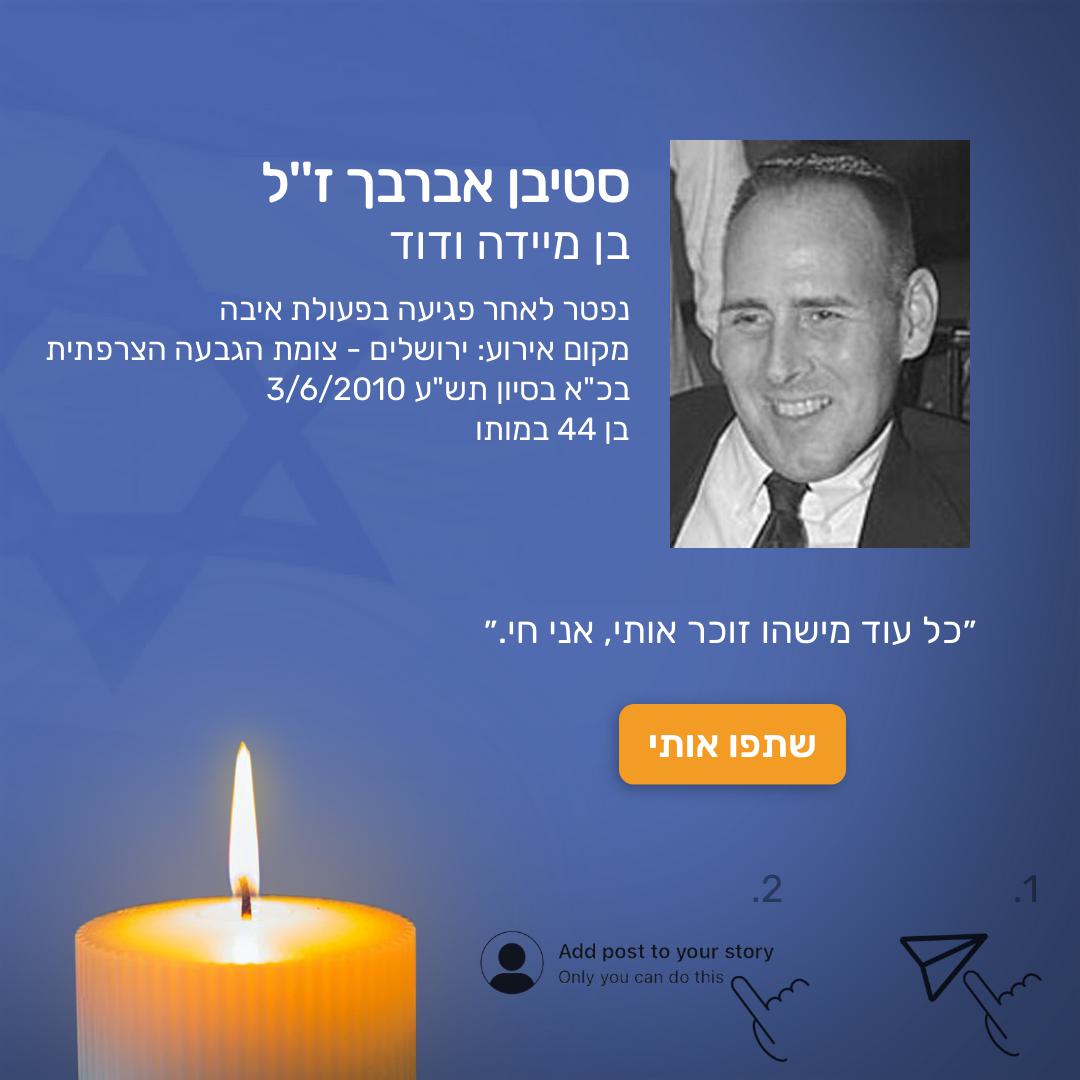 סטיבן אברבך ז"ל
בן מיידה ודוד
נפטר לאחר פגיעה בפעולת איבה
מקום אירוע: ירושלים - צומת הגבעה הצרפתית
בכ"א בסיון תש"ע 3/6/2010
בן 44 במותו
״כל עוד מישהו זוכר אותי, אני חי.״
שתפו אותי
1.
2.
Add post to your story
Only you can do this